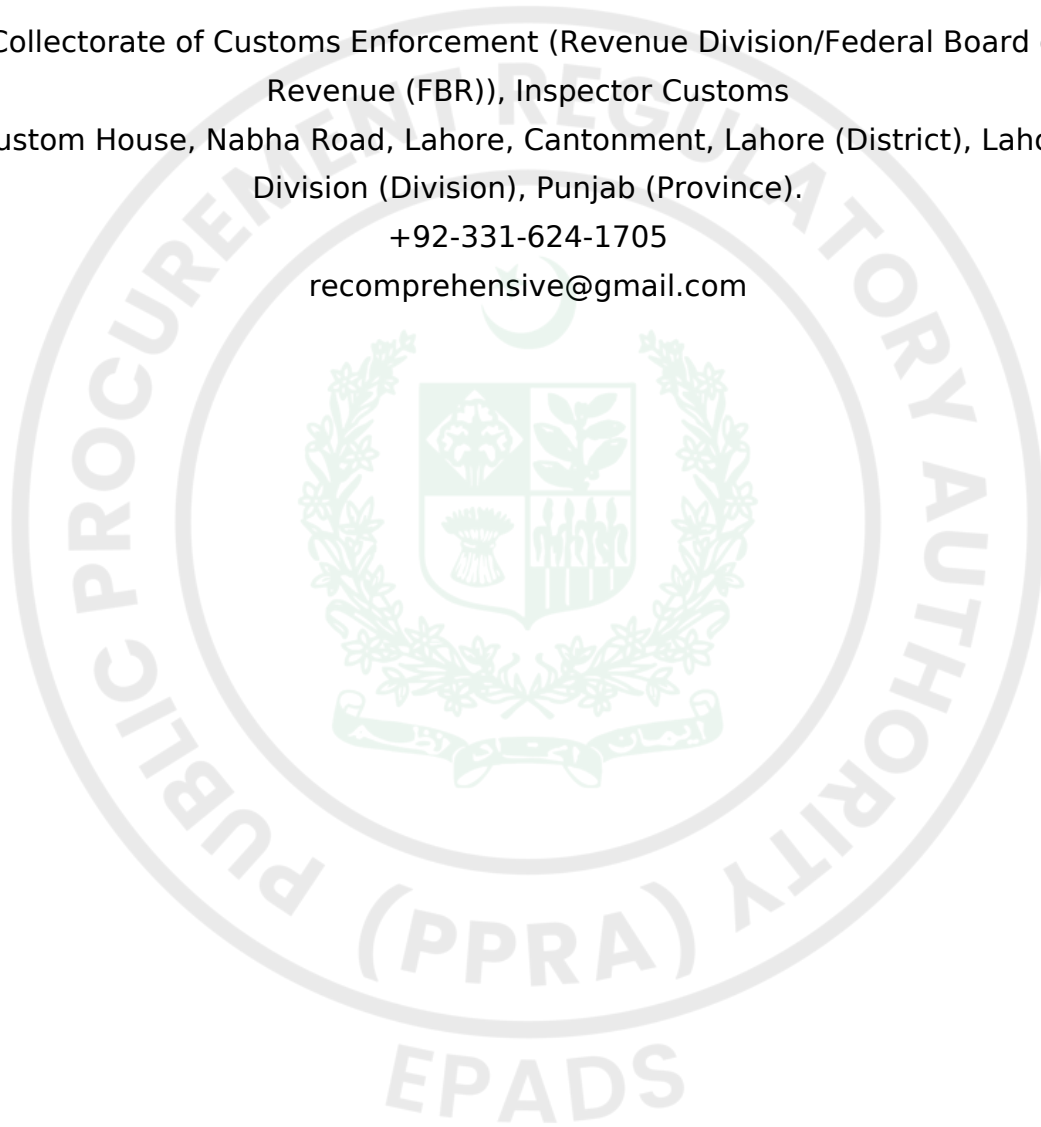 Collectorate of Customs Enforcement (Revenue Division/Federal Board
Revenue (FBR)), Inspector Customs
ustom House, Nabha Road, Lahore, Cantonment, Lahore (District), Laho
Division (Division), Punjab (Province).
+92-331-624-1705
recomprehensive@gmail.com
PUBLIC PROCUREMENT REGULATORY AUTHORITY
(PPRA)
EPADS